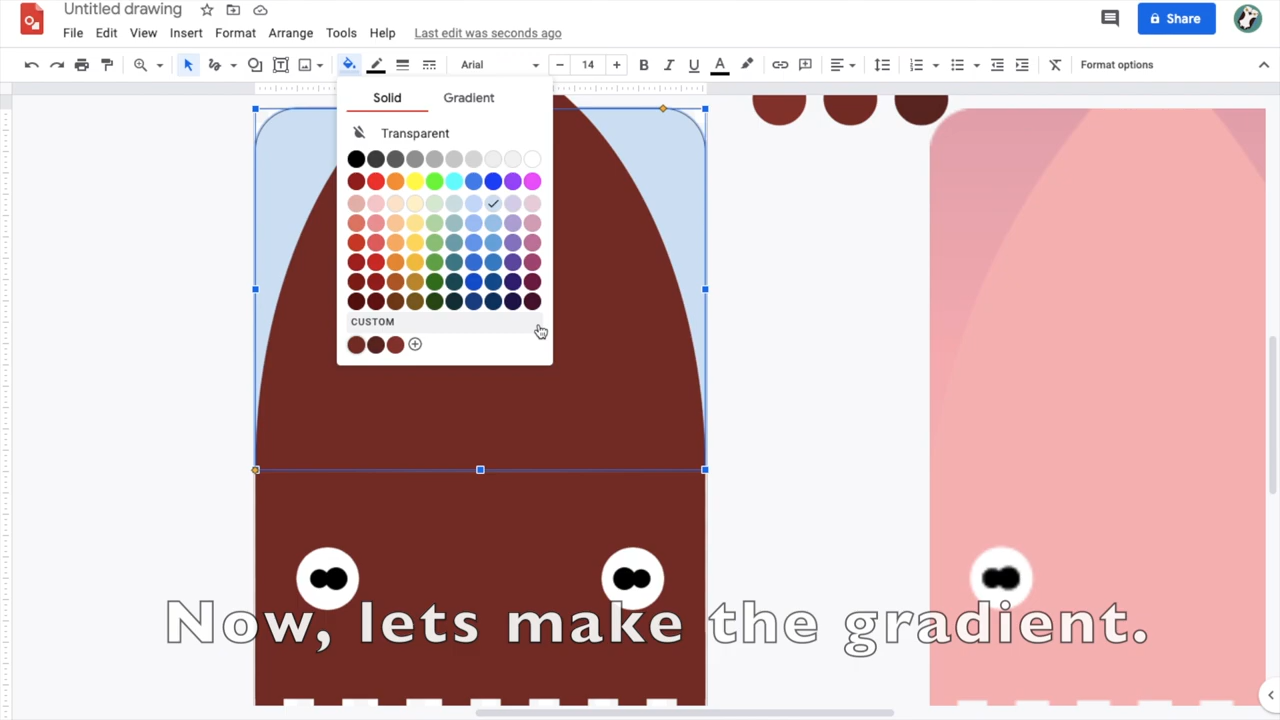 Untitled drawing
File Edit View Insert Format Arrange Tools Help Last edit was seconds ago
Share
Arial 14 B I U A Format options
Solid Gradient
Transparent
CUSTOM
Now, lets make the gradient.